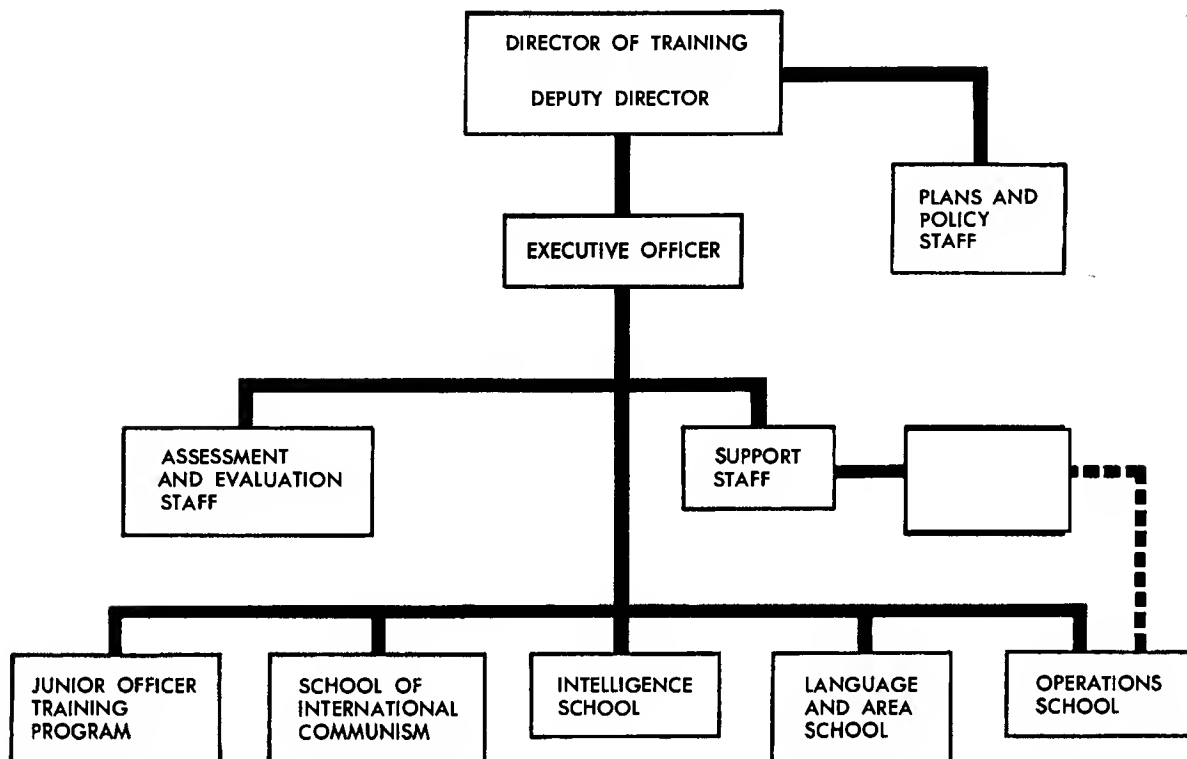 DIRECTOR OF TRAINING
DEPUTY DIRECTOR
PLANS AND
POLICY
STAFF
EXECUTIVE OFFICER
ASSESSMENT
AND EVALUATION
STAFF
SUPPORT
STAFF
JUNIOR OFFICER
TRAINING
PROGRAM
SCHOOL OF
INTERNATIONAL
COMMUNISM
INTELLIGENCE
SCHOOL
LANGUAGE
AND AREA
SCHOOL
OPERATIONS
SCHOOL